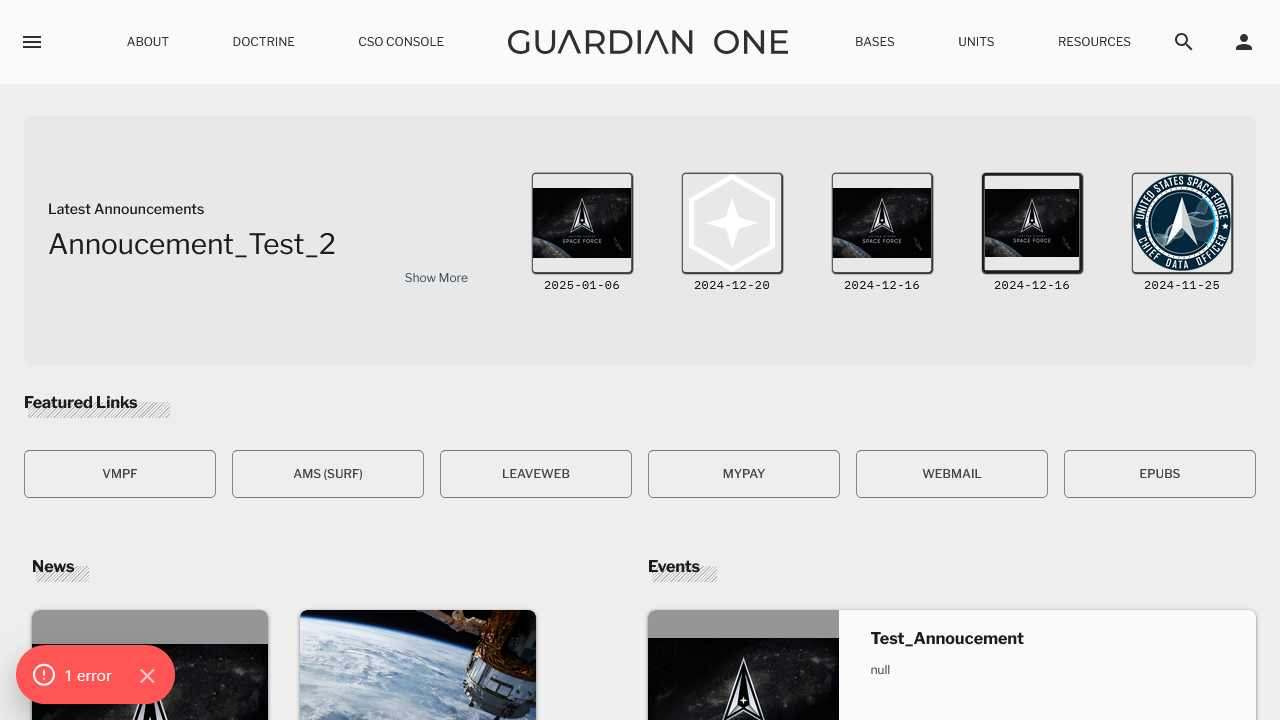 ABOUT
DOCTRINE
CSO CONSOLE
GUARDIAN ONE
BASES
UNITS
RESOURCES
Latest Announcements
Annoucement_Test_2
Show More
SPACE FORCE
2025-01-06
2024-12-20
SPACE FORCE
2024-12-16
SPACE FORCE
2024-12-16
UNITED STATES SPACE FORCE
CHIEF DATA OFFICER
2024-11-25
Featured Links
VMPF
AMS (SURF)
LEAVEWEB
MYPAY
WEBMAIL
EPUBS
News
Events
Test_Annoucement
null
1 error